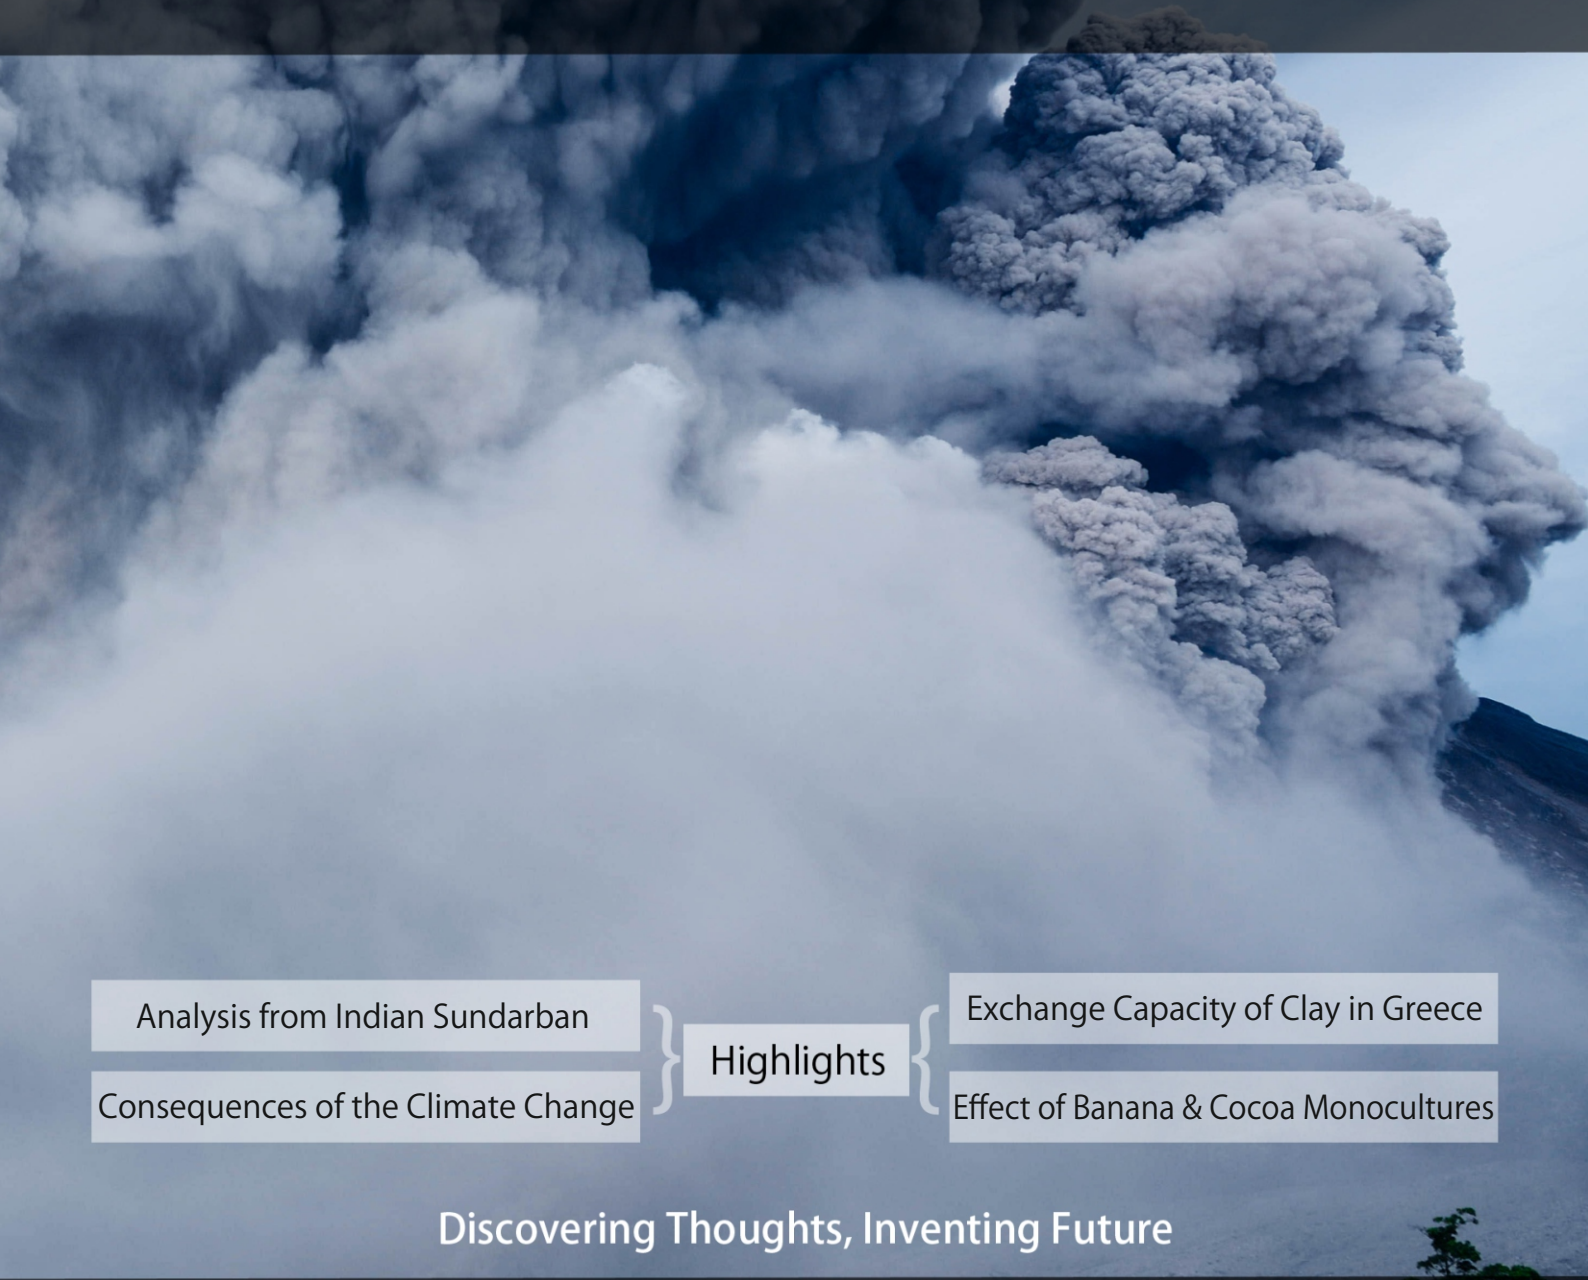 Analysis from Indian Sundarban
Consequences of the Climate Change
Highlights
Exchange Capacity of Clay in Greece
Effect of Banana & Cocoa Monocultures
Discovering Thoughts, Inventing Future